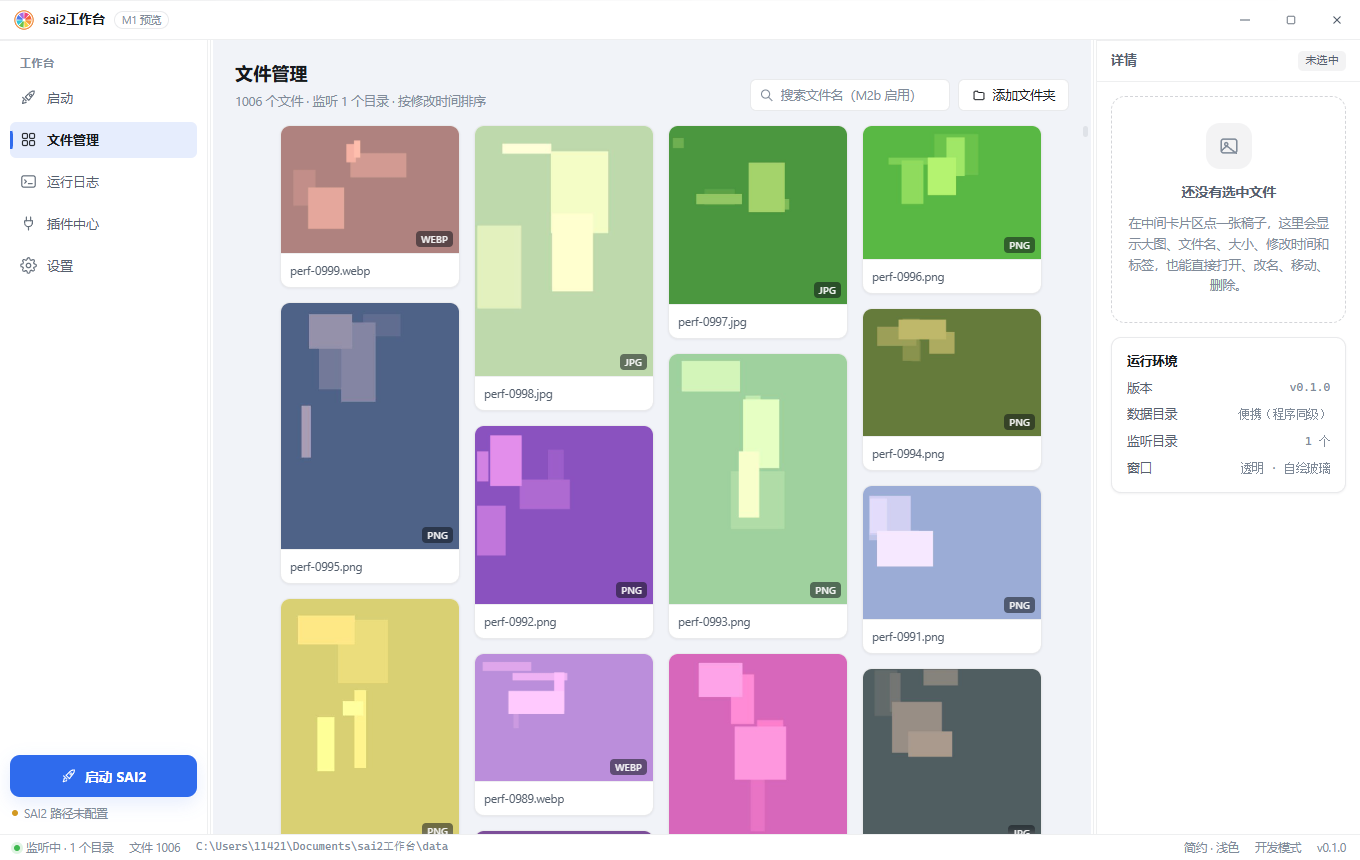 sai2工作台 M1 预览
工作台
启动
文件管理
运行日志
插件中心
设置
启动 SAI2
SAI2 路径未配置
文件管理
1006 个文件 · 监听 1 个目录 · 按修改时间排序
搜索文件名（M2b 启用）
添加文件夹
WEBP
perf-0999.webp
JPG
perf-0998.jpg
JPG
perf-0997.jpg
PNG
perf-0996.png
PNG
perf-0995.png
PNG
perf-0992.png
PNG
perf-0993.png
PNG
perf-0994.png
PNG
perf-0991.png
PNG
WEBP
perf-0989.webp
JPG
详情
未选中
还没有选中文件
在中间卡片区点一张稿子，这里会显
示大图、文件名、大小、修改时间和
标签，也能直接打开、改名、移动、
删除。
运行环境
版本 v0.1.0
数据目录 便携（程序同级）
监听目录 1 个
窗口 透明 · 自绘玻璃
监听中 · 1 个目录 文件 1006 C:\Users\11421\Documents\sai2工作台\data
简约 · 浅色 开发模式 v0.1.0